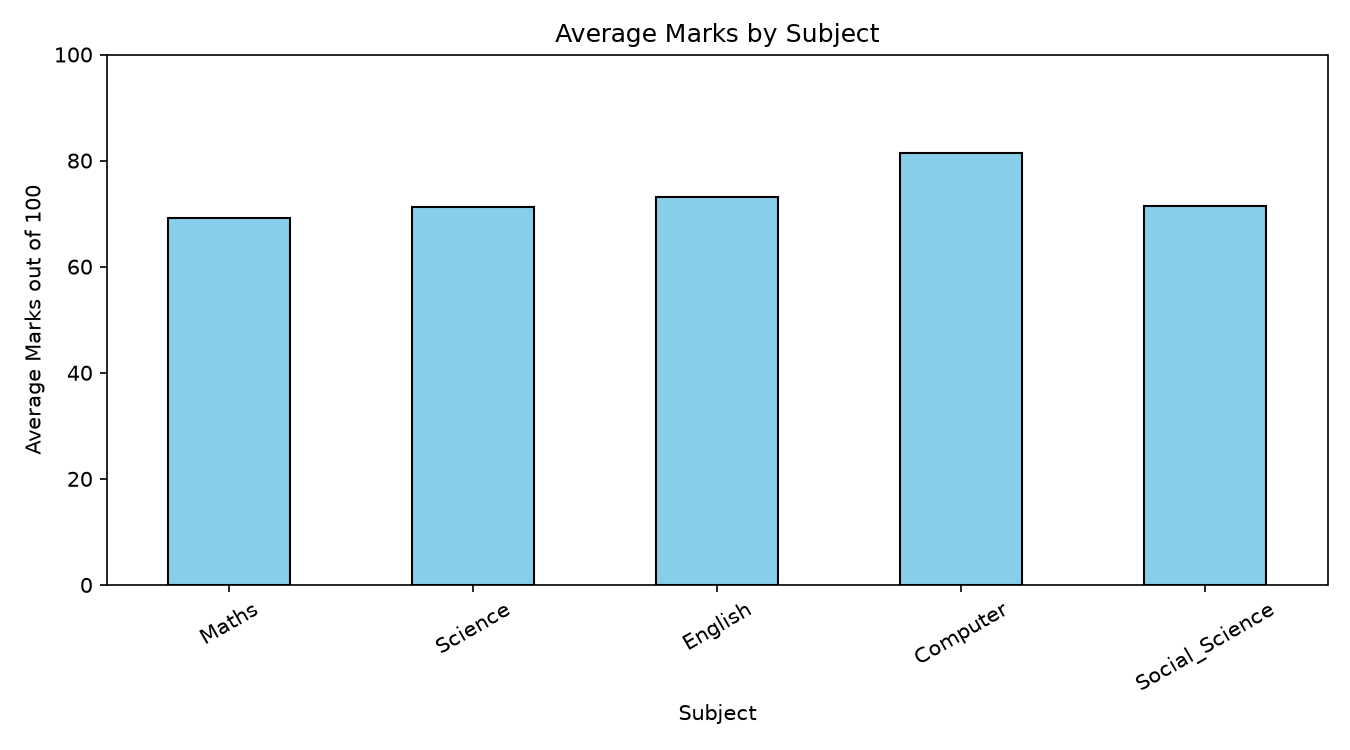 Average Marks by Subject
Average Marks out of 100
100
80
60
40
20
0
Maths
Science
English
Computer
Social_Science
Subject